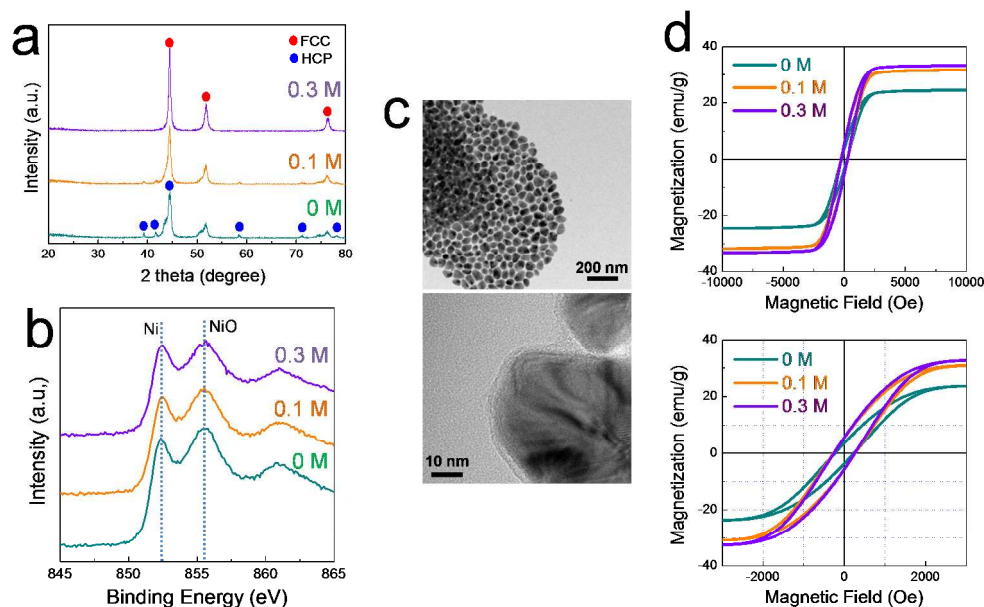 a
FCC
HCP
0.3 M
0.1 M
0 M
Intensity (a.u.)
20 30 40 50 60 70 80
2 theta (degree)
b
Ni
NiO
0.3 M
0.1 M
0 M
Intensity (a.u.)
845 850 855 860 865
Binding Energy (eV)
c
200 nm
10 nm
d
40
20
0
-20
-40
0 M
0.1 M
0.3 M
Magnetization (emu/g)
-10000 -5000 0 5000 10000
Magnetic Field (Oe)
40
20
0
-20
-40
0 M
0.1 M
0.3 M
Magnetization (emu/g)
-2000 0 2000
Magnetic Field (Oe)